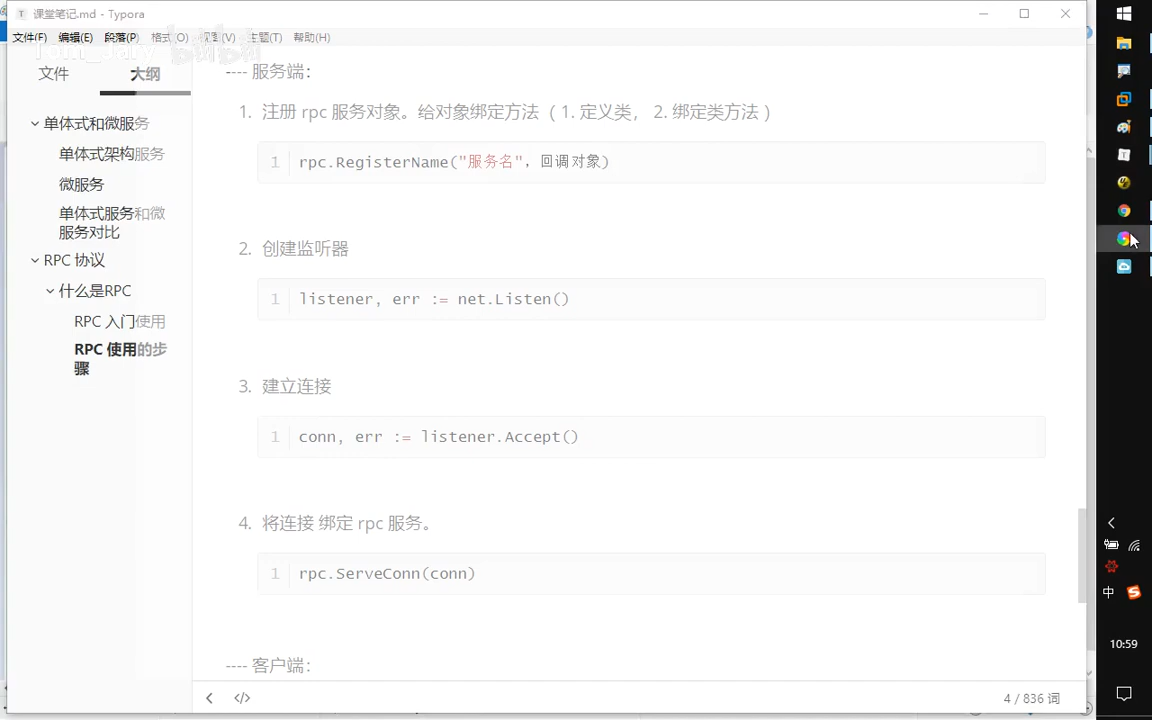 课堂笔记.md - Typora
文件(F) 编辑(E) 段落(P) 格式(O) 视图(V) 主题(T) 帮助(H)
文件 大纲
单体式和微服务
单体式架构服务
微服务
单体式服务和微
服务对比
RPC 协议
什么是RPC
RPC 入门使用
RPC 使用的步
骤
---- 服务端：
1. 注册 rpc 服务对象。给对象绑定方法（ 1. 定义类， 2. 绑定类方法 ）
1 rpc.RegisterName("服务名", 回调对象)
2. 创建监听器
1 listener, err := net.Listen()
3. 建立连接
1 conn, err := listener.Accept()
4. 将连接 绑定 rpc 服务。
1 rpc.ServeConn(conn)
---- 客户端：
4 / 836 词
中
10:59